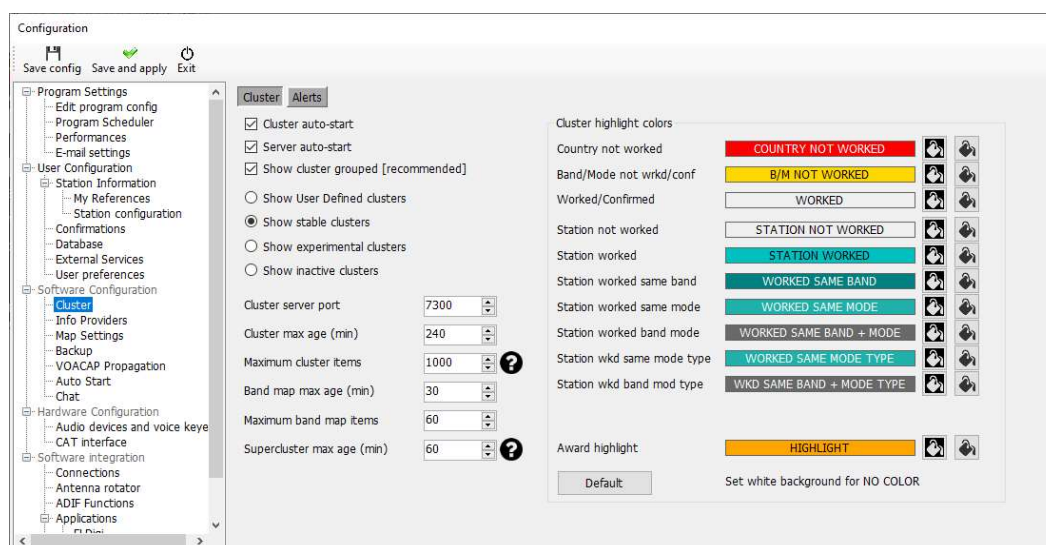 Configuration
Save config Save and apply Exit
Program Settings
Edit program config
Program Scheduler
Performances
E-mail settings
User Configuration
Station Information
My References
Station configuration
Confirmations
Database
External Services
User preferences
Software Configuration
Cluster
Info Providers
Map Settings
Backup
VOACAP Propagation
Auto Start
Chat
Hardware Configuration
Audio devices and voice keye
CAT interface
Software integration
Connections
Antenna rotator
ADIF Functions
Applications
Cluster Alerts
Cluster auto-start
Server auto-start
Show cluster grouped [recommended]
Show User Defined clusters
Show stable clusters
Show experimental clusters
Show inactive clusters
Cluster server port 7300
Cluster max age (min) 240
Maximum cluster items 1000 ?
Band map max age (min) 30
Maximum band map items 60
Supercluster max age (min) 60 ?
Cluster highlight colors
Country not worked COUNTRY NOT WORKED
Band/Mode not wrkd/conf B/M NOT WORKED
Worked/Confirmed WORKED
Station not worked STATION NOT WORKED
Station worked STATION WORKED
Station worked same band WORKED SAME BAND
Station worked same mode WORKED SAME MODE
Station worked band mode WORKED SAME BAND + MODE
Station wkd same mode type WORKED SAME MODE TYPE
Station wkd band mod type WKD SAME BAND + MODE TYPE
Award highlight HIGHLIGHT
Default Set white background for NO COLOR